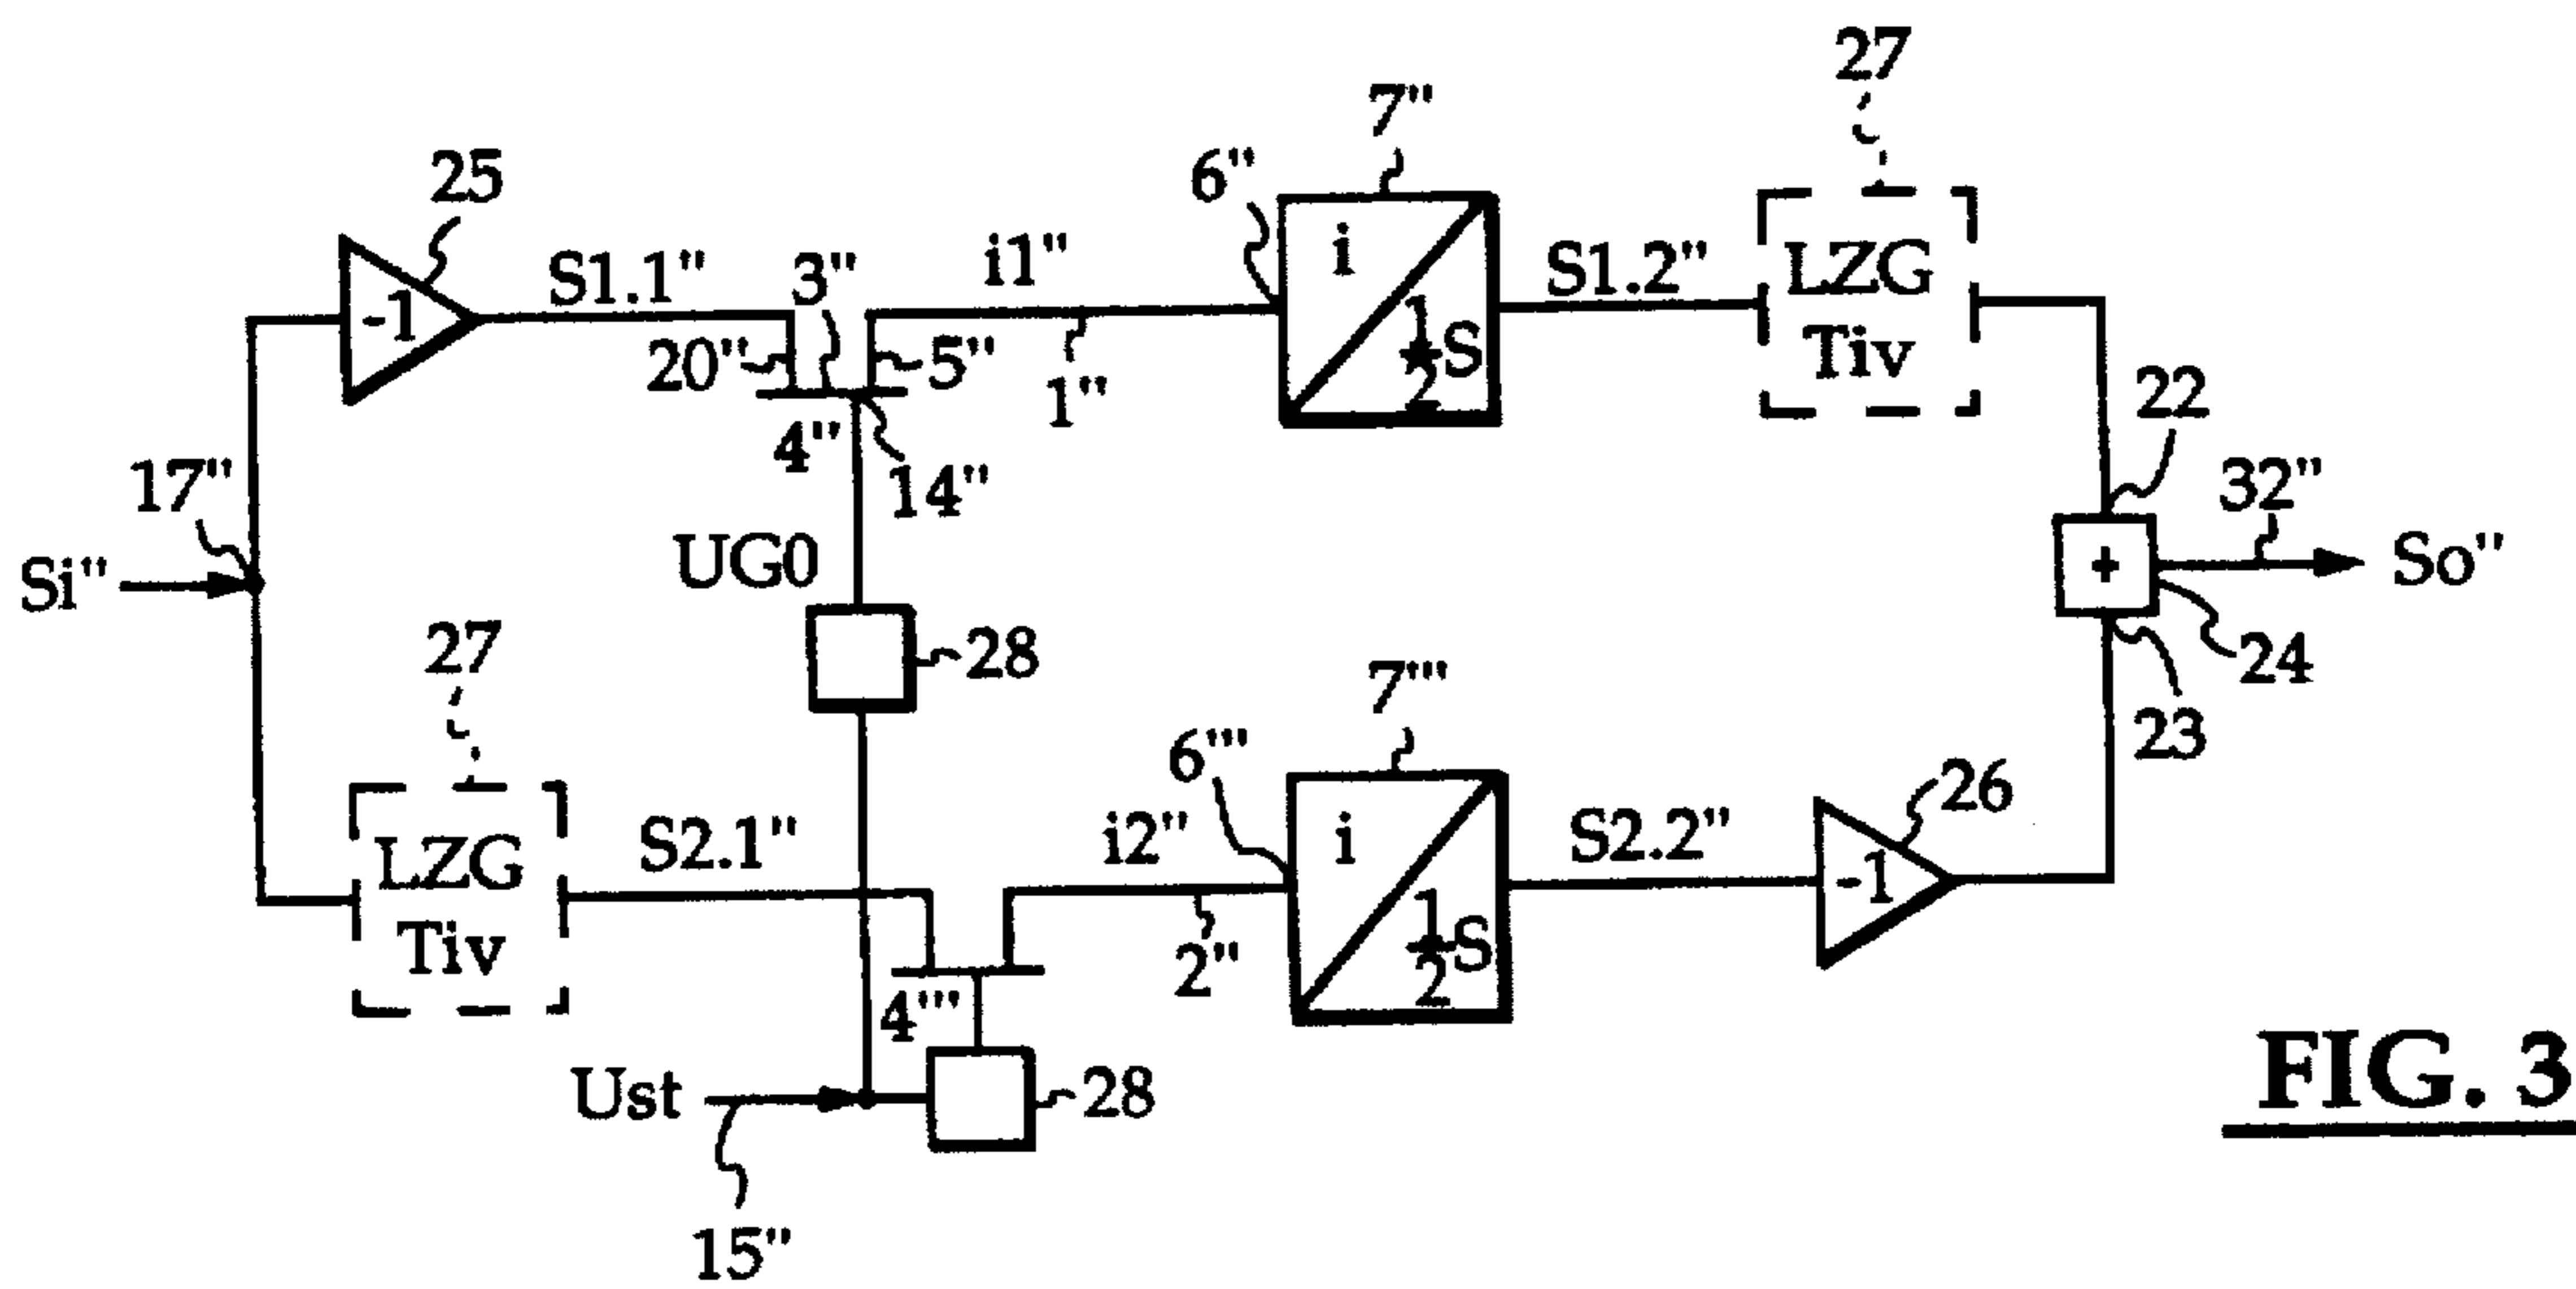 27
7"
25
6"
i
S1.1"
3"
i1"
S1.2"
LZG
Tiv
-1
20"
5"
1"
1/2 S
4"
14"
22
17"
32"
UG0
+
Si"
So"
27
28
24
7'''
23
6'''
26
LZG
Tiv
S2.1"
i2"
i
S2.2"
-1
2"
1/2 S
4'''
Ust
28
FIG. 3
15"